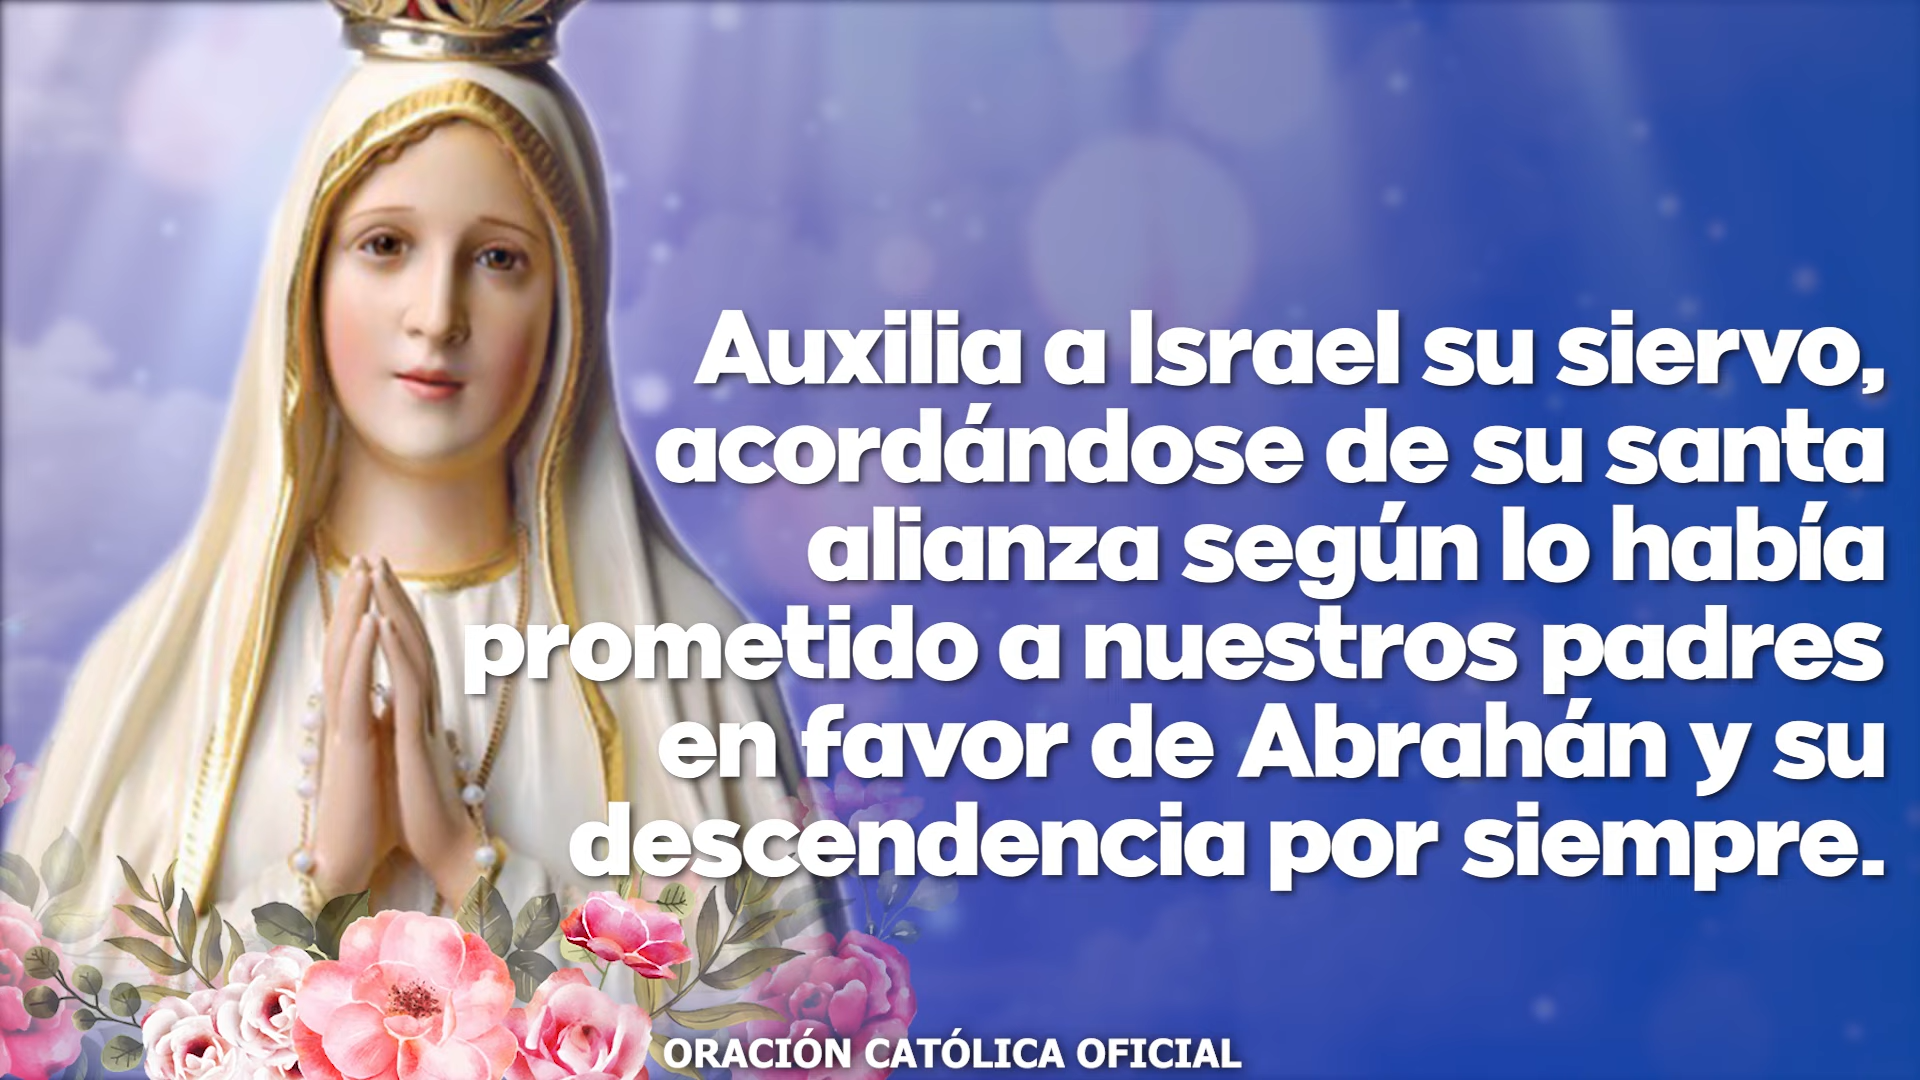 Auxilia a Israel su siervo,
acordándose de su santa
alianza según lo había
prometido a nuestros padres
en favor de Abrahán y su
descendencia por siempre.
ORACIÓN CATÓLICA OFICIAL